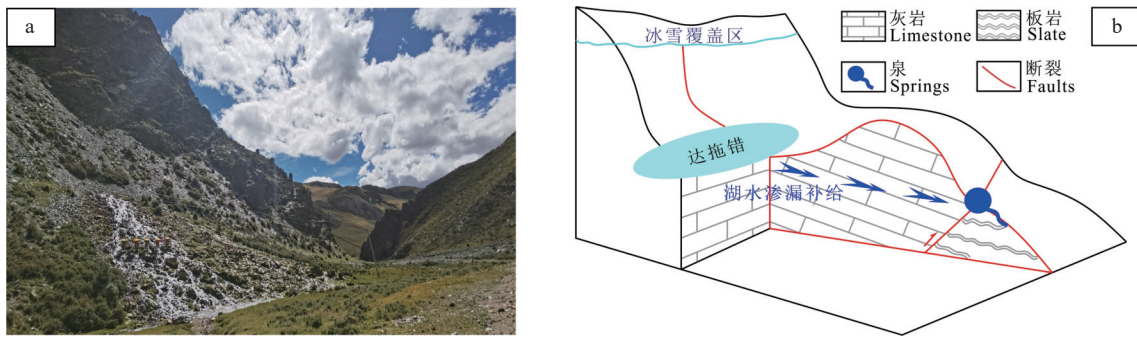 a
b
灰岩
Limestone
板岩
Slate
泉
Springs
断裂
Faults
冰雪覆盖区
达拖错
湖水渗漏补给